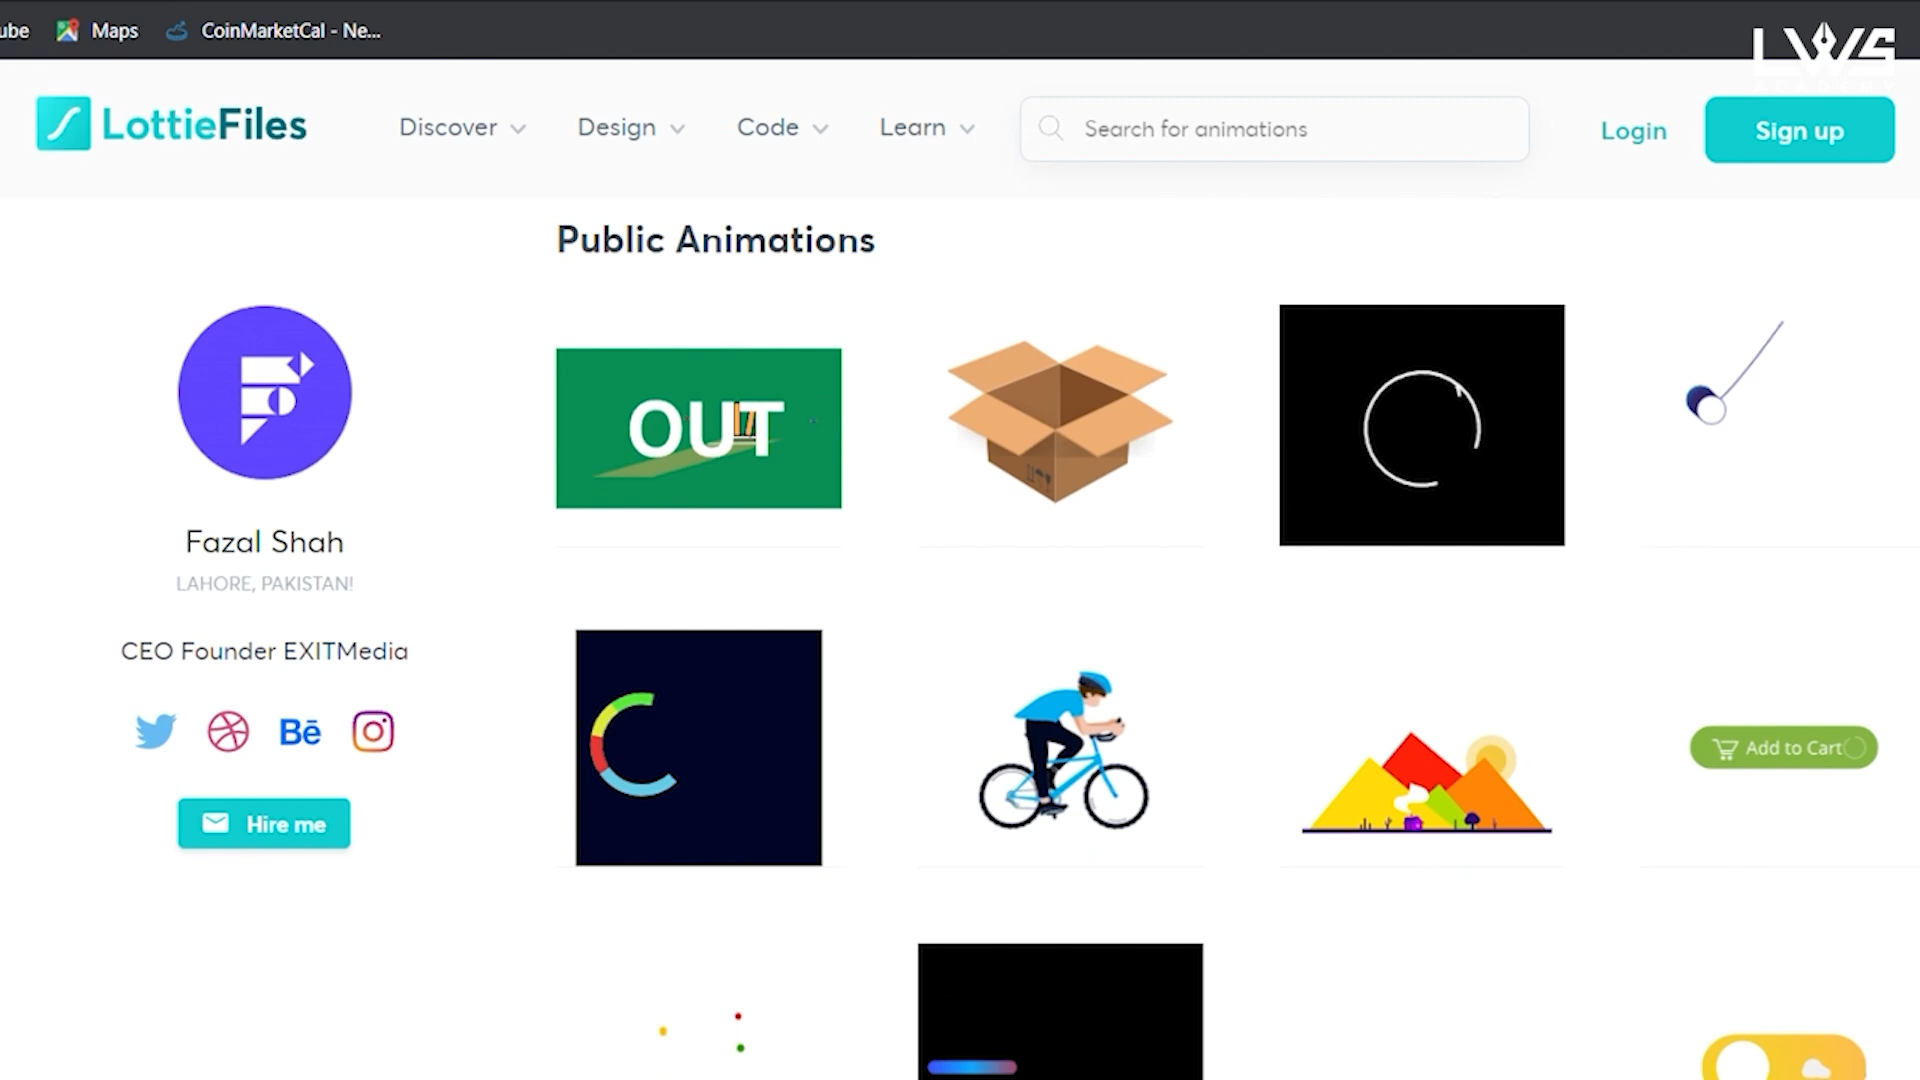 ube Maps CoinMarketCal - Ne...
LWS
LottieFiles Discover Design Code Learn Search for animations Login Sign up
Public Animations
OUT
Fazal Shah
LAHORE, PAKISTAN!
CEO Founder EXITMedia
Bē
Add to Cart
Hire me